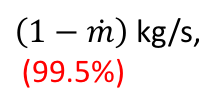 (1 − ṁ) kg/s,
(99.5%)